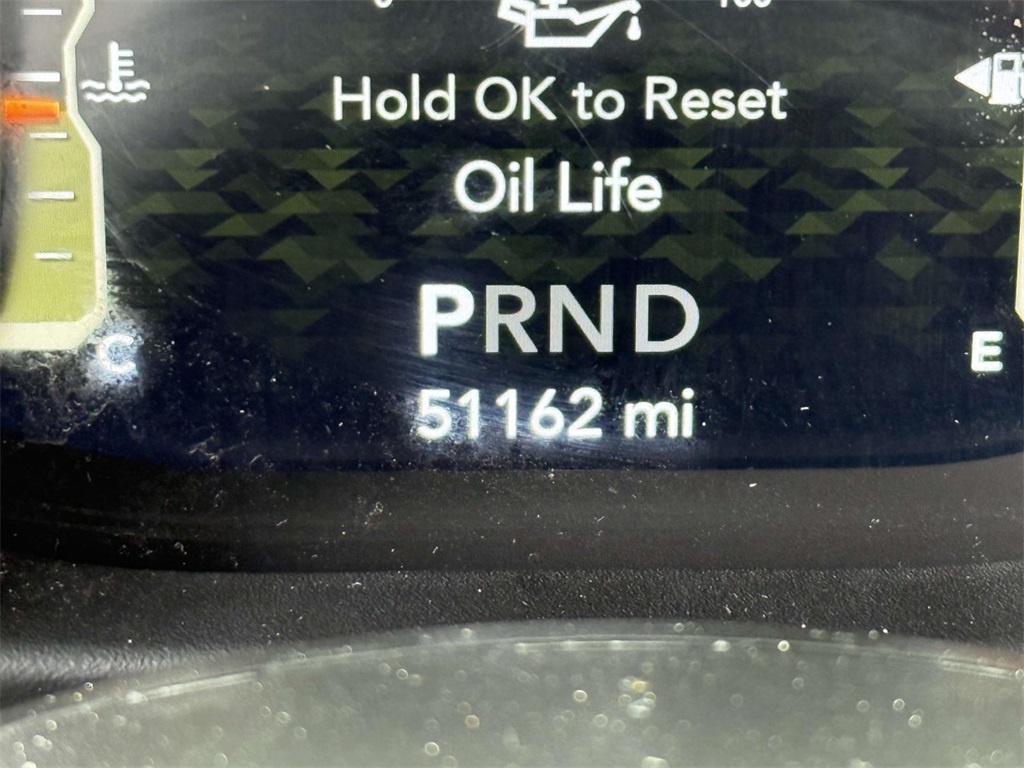 Hold OK to Reset
Oil Life
PRND
C
E
51162 mi